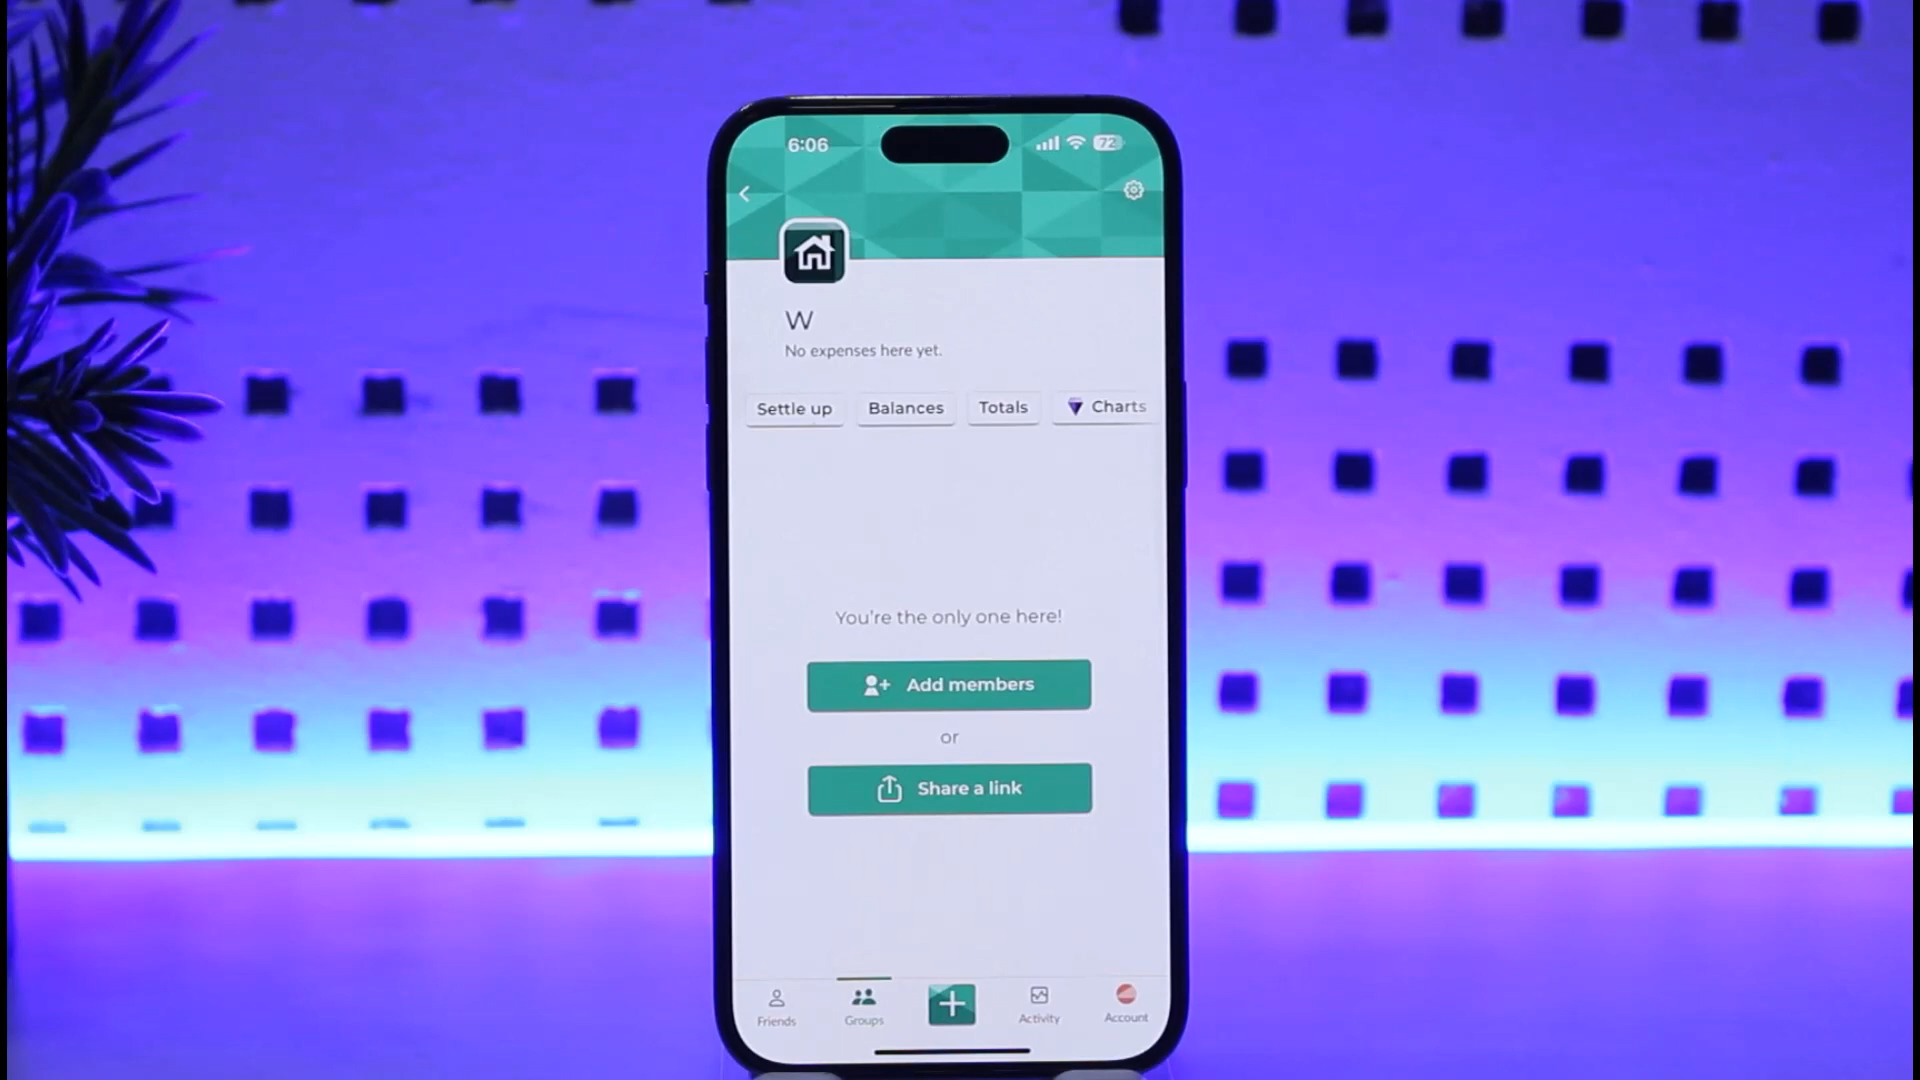 6:06
72
W
No expenses here yet.
Settle up
Balances
Totals
Charts
You're the only one here!
Add members
or
Share a link
Friends
Groups
Activity
Account